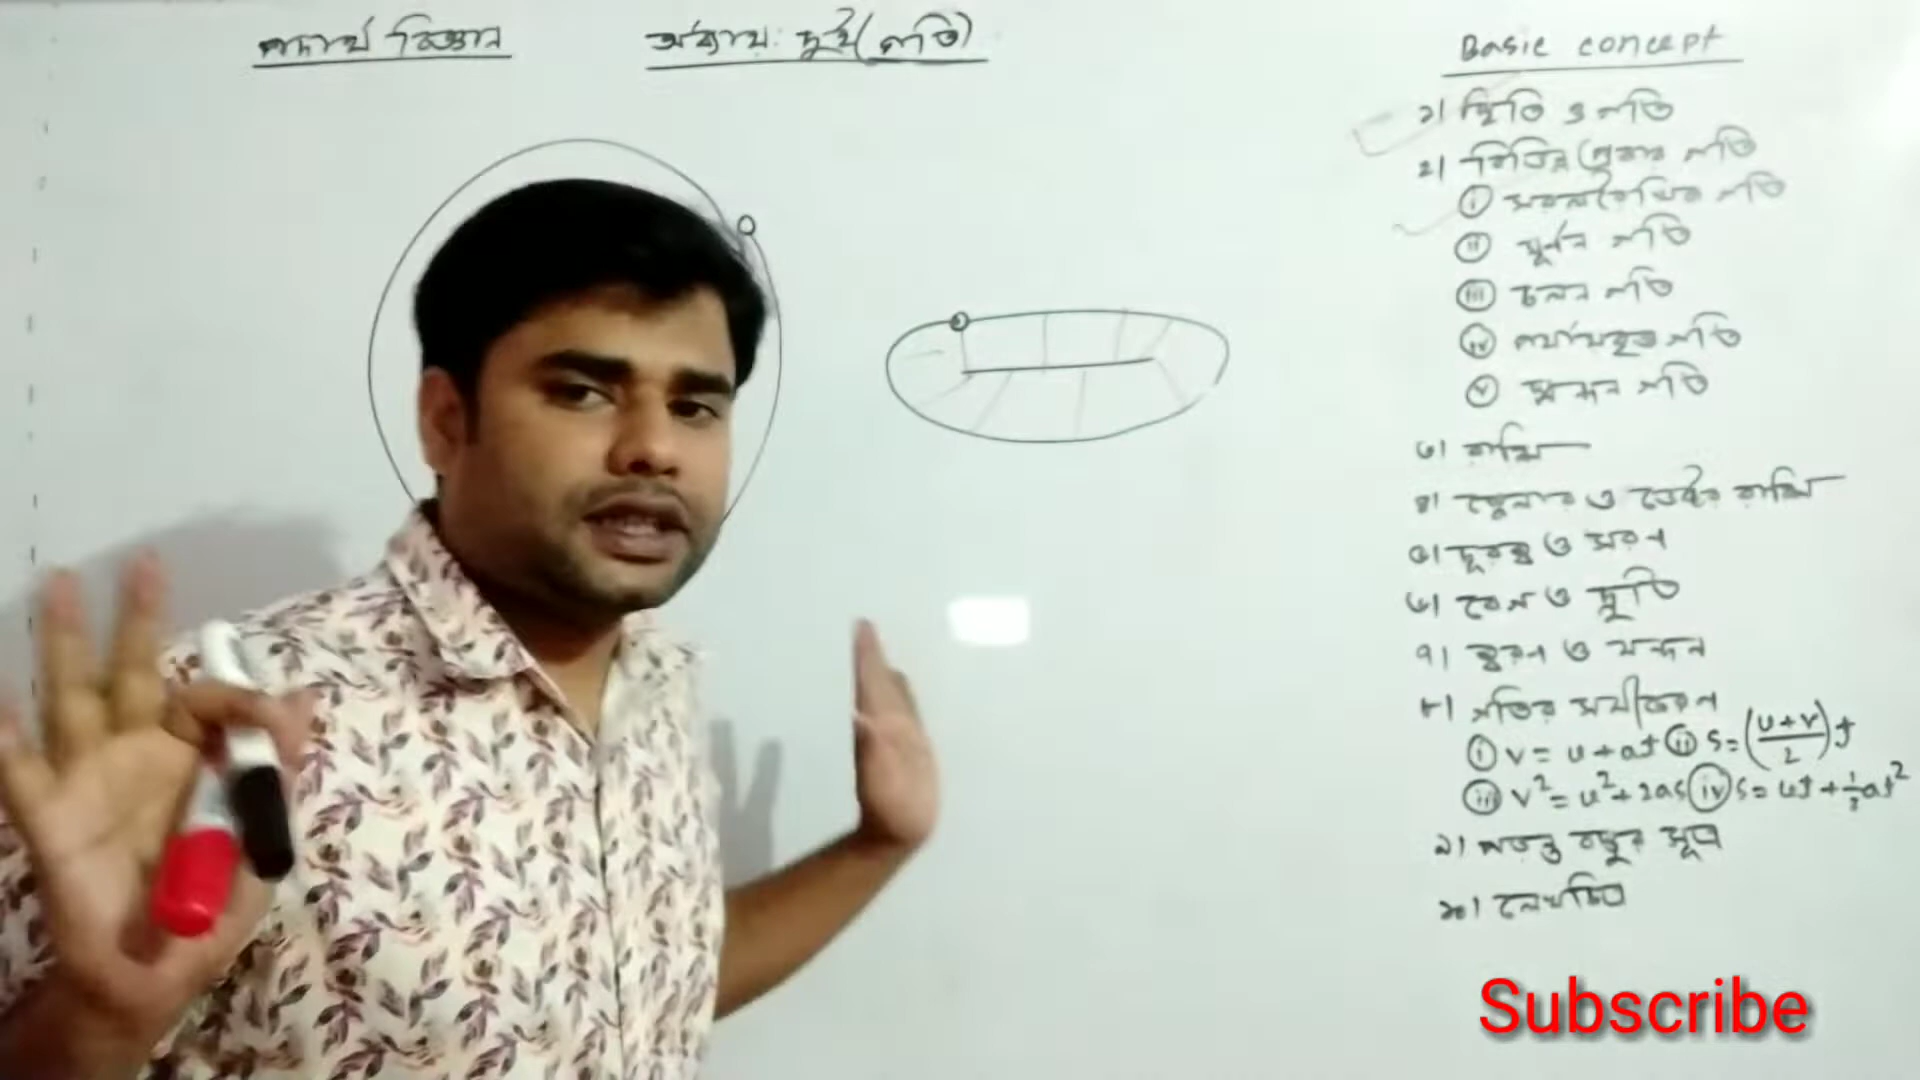 পদার্থ বিজ্ঞান
অধ্যায়: দুই (গতি)
Basic concept
১। স্থিতি ও গতি
২। বিভিন্ন প্রকার গতি
i সরলরৈখিক গতি
ii ঘূর্ণন গতি
iii চলন গতি
iv পর্যায়বৃত্ত গতি
v স্পন্দন গতি
৩। রাশি
৪। স্কেলার ও ভেক্টর রাশি
৫। দূরত্ব ও সরণ
৬। বেগ ও দ্রুতি
৭। ত্বরণ ও মন্দন
৮। গতির সমীকরণ
i v = u + at ii s = (u+v/2)t
iii v² = u² + 2as iv s = ut + ½at²
৯। পড়ন্ত বস্তুর সূত্র
১০। লেখচিত্র
Subscribe